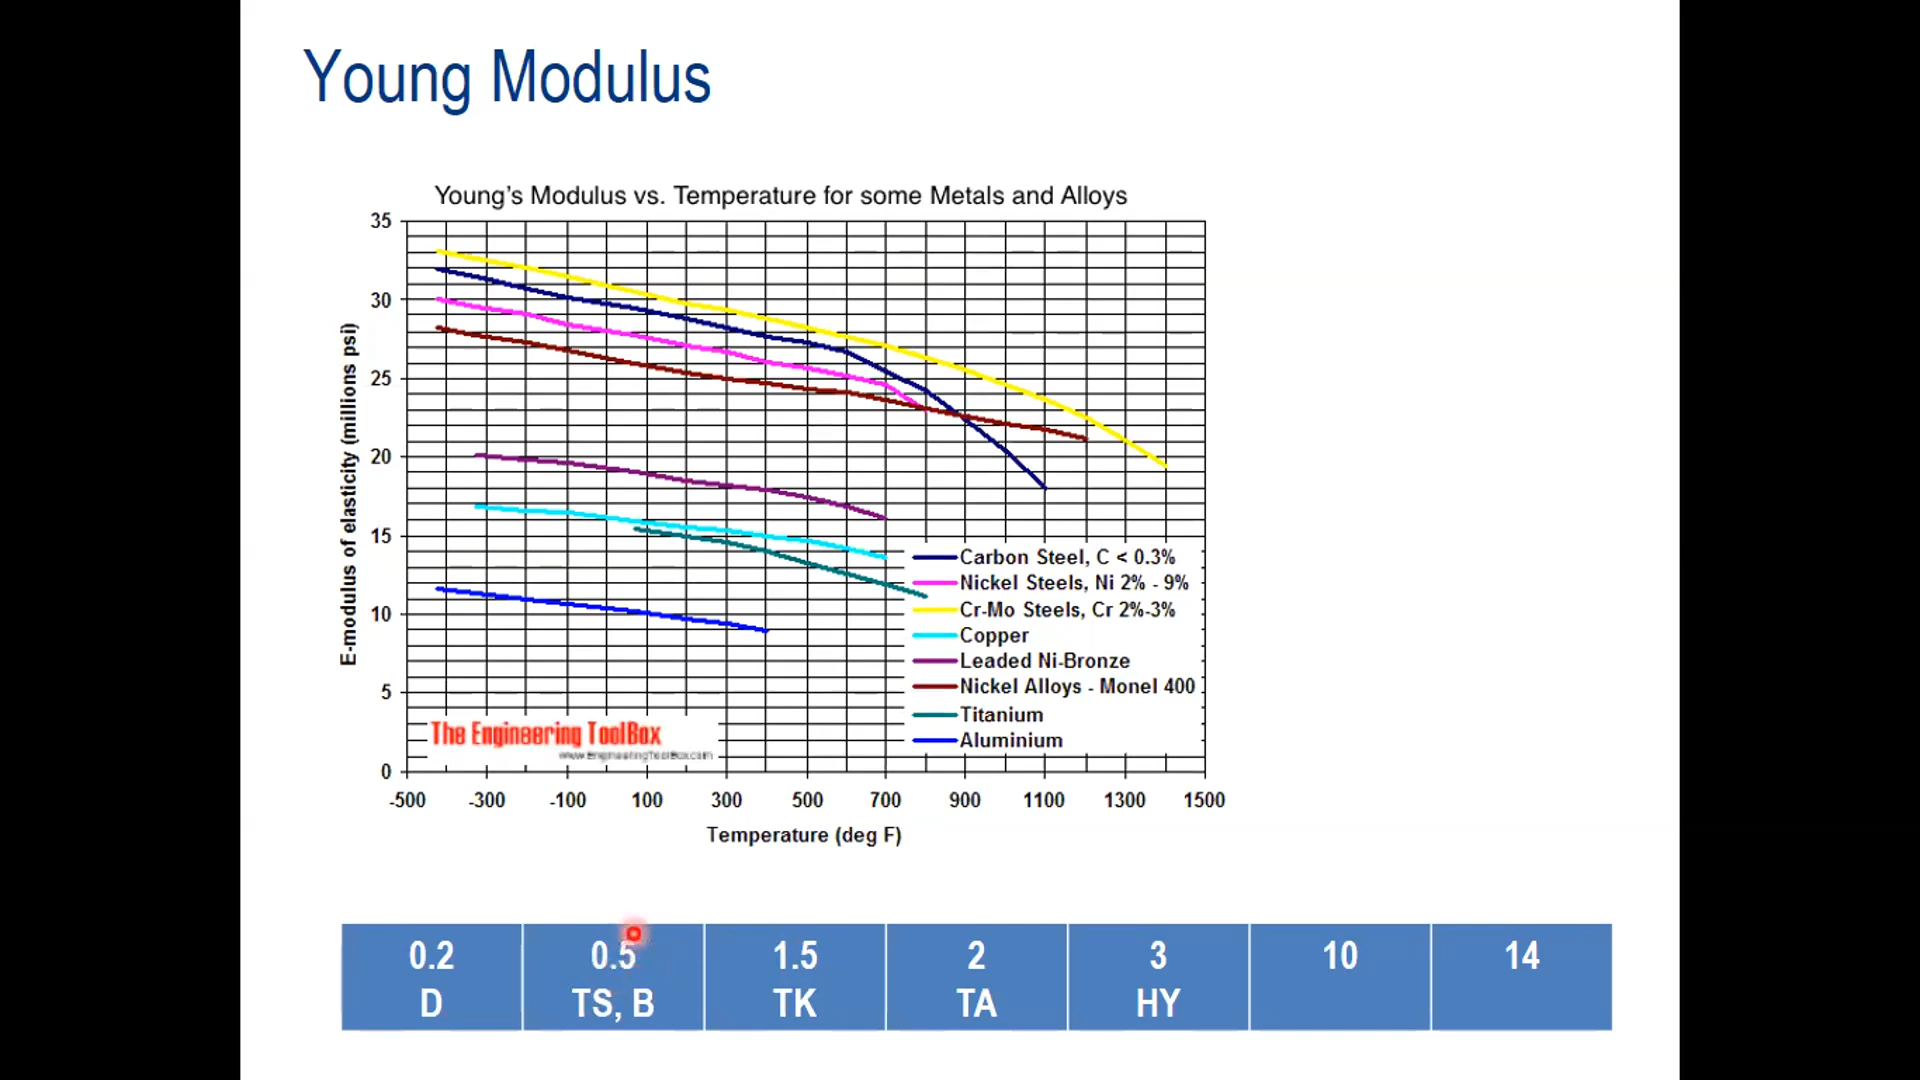 Young Modulus
Young's Modulus vs. Temperature for some Metals and Alloys
E-modulus of elasticity (millions psi)
35
30
25
20
15
10
5
0
Carbon Steel, C < 0.3%
Nickel Steels, Ni 2% - 9%
Cr-Mo Steels, Cr 2%-3%
Copper
Leaded Ni-Bronze
Nickel Alloys - Monel 400
Titanium
Aluminium
The Engineering ToolBox
www.EngineeringToolBox.com
-500 -300 -100 100 300 500 700 900 1100 1300 1500
Temperature (deg F)
0.2 0.5 1.5 2 3 10 14
D TS, B TK TA HY